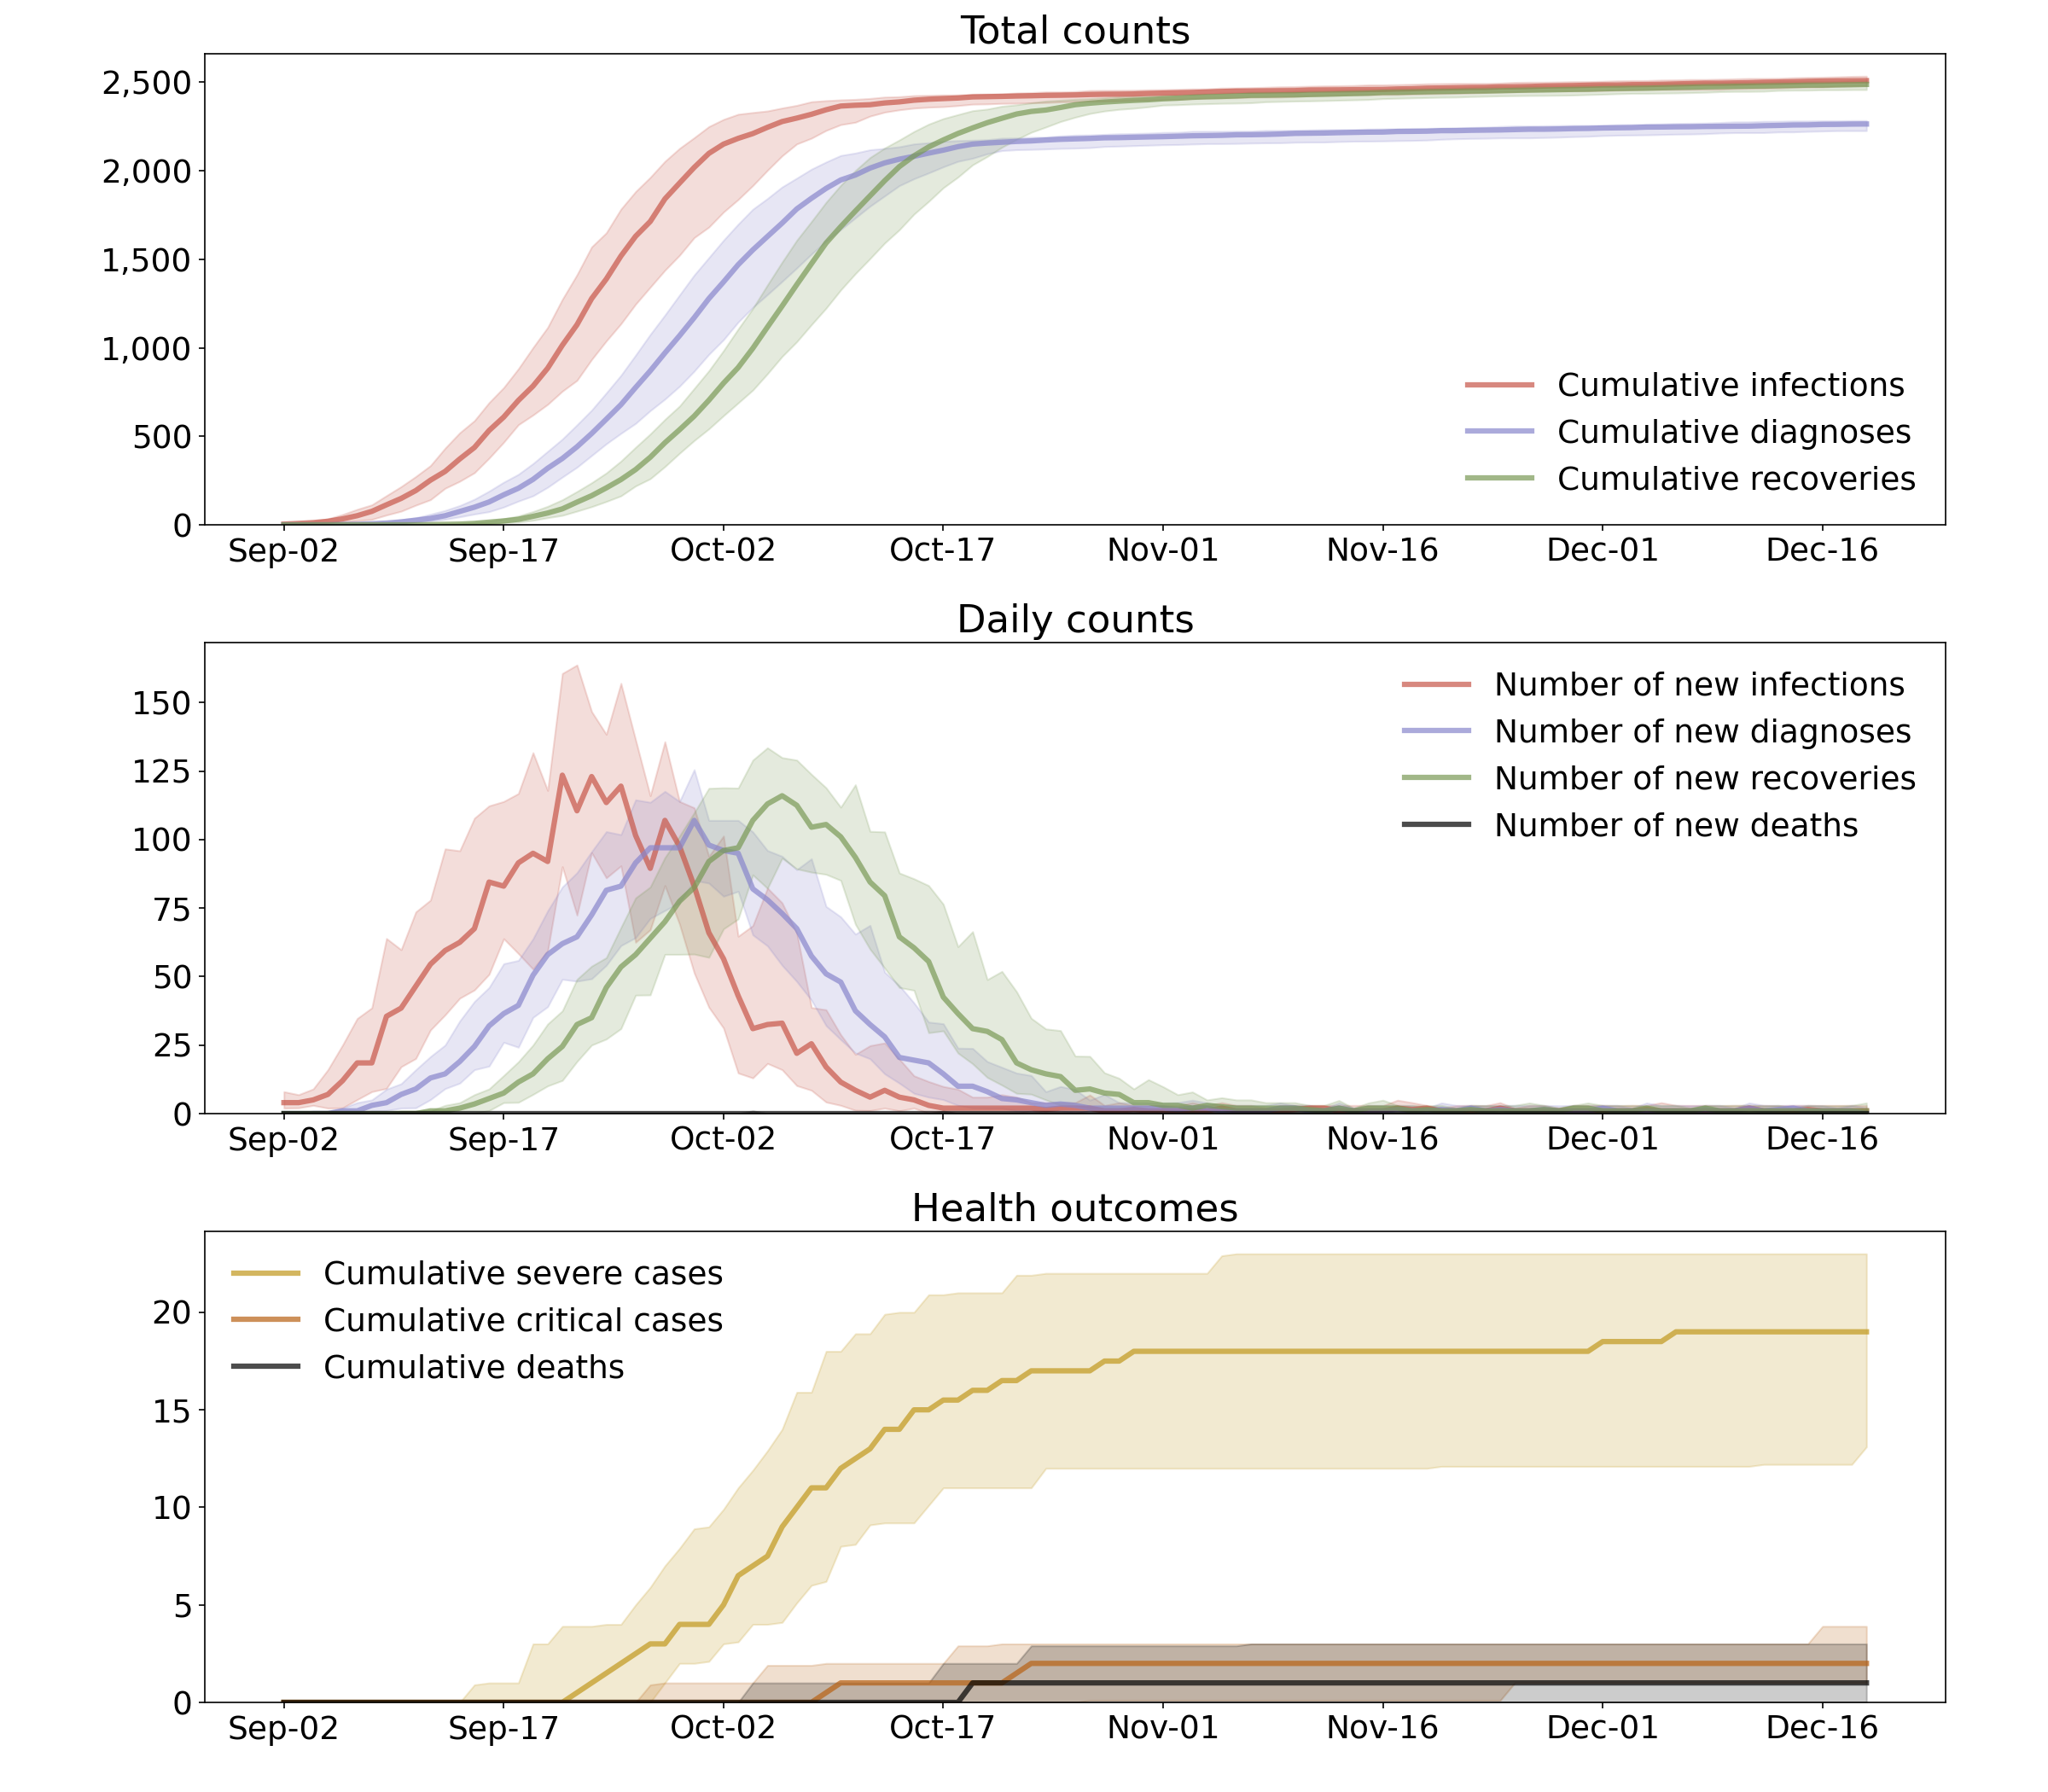 Total counts
2,500
2,000
1,500
1,000
500
0
Cumulative infections
Cumulative diagnoses
Cumulative recoveries
Sep-02 Sep-17 Oct-02 Oct-17 Nov-01 Nov-16 Dec-01 Dec-16
Daily counts
150
125
100
75
50
25
0
Number of new infections
Number of new diagnoses
Number of new recoveries
Number of new deaths
Sep-02 Sep-17 Oct-02 Oct-17 Nov-01 Nov-16 Dec-01 Dec-16
Health outcomes
Cumulative severe cases
Cumulative critical cases
Cumulative deaths
20
15
10
5
0
Sep-02 Sep-17 Oct-02 Oct-17 Nov-01 Nov-16 Dec-01 Dec-16